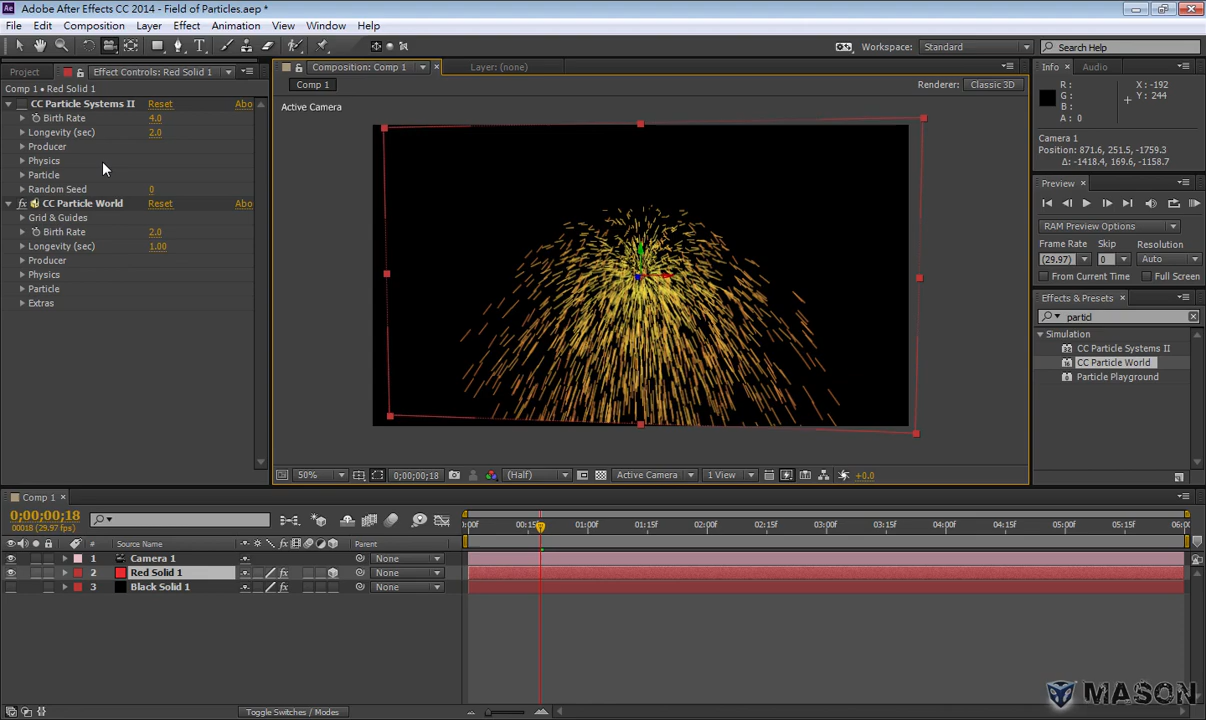 Adobe After Effects CC 2014 - Field of Particles.aep *
File Edit Composition Layer Effect Animation View Window Help
Workspace: Standard Search Help
Project Effect Controls: Red Solid 1
Composition: Comp 1 Layer: (none)
Info Audio
Comp 1 • Red Solid 1
Comp 1
Renderer: Classic 3D
R:
G:
B:
A: 0
X: -192
Y: 244
CC Particle Systems II Reset Abo
Active Camera
Birth Rate 4.0
Longevity (sec) 2.0
Producer
Physics
Particle
Random Seed 0
Camera 1
Position: 871.6, 251.5, -1759.3
Δ: -1418.4, 169.6, -1158.7
Preview
CC Particle World Reset Abo
Grid & Guides
Birth Rate 2.0
Longevity (sec) 1.00
Producer
Physics
Particle
Extras
RAM Preview Options
Frame Rate Skip Resolution
(29.97) 0 Auto
From Current Time Full Screen
Effects & Presets
partid
Simulation
CC Particle Systems II
CC Particle World
Particle Playground
50% 0;00;00;18 (Half) Active Camera 1 View +0.0
Comp 1
0;00;00;18
00018 (29.97 fps)
0:00f 00:15f 01:00f 01:15f 02:00f 02:15f 03:00f 03:15f 04:00f 04:15f 05:00f 05:15f 06:00f
# Source Name Parent
1 Camera 1 None
2 Red Solid 1 fx None
3 Black Solid 1 fx None
Toggle Switches / Modes
MASON